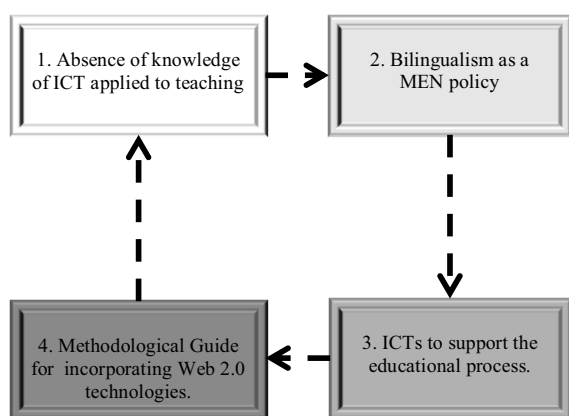 1. Absence of knowledge
of ICT applied to teaching
2. Bilingualism as a
MEN policy
3. ICTs to support the
educational process.
4. Methodological Guide
for incorporating Web 2.0
technologies.